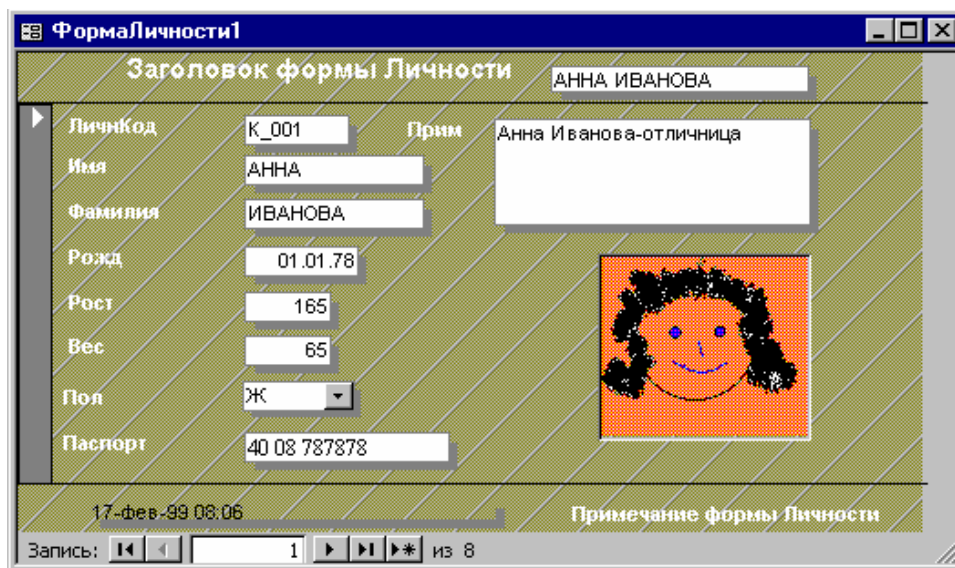 ФормаЛичности1
Заголовок формы Личности АННА ИВАНОВА
ЛичнКод К_001 Прим Анна Иванова-отличница
Имя АННА
Фамилия ИВАНОВА
Рожд 01.01.78
Рост 165
Вес 65
Пол Ж
Паспорт 40 08 787878
17-фев-99 08:06 Примечание формы Личности
Запись: 1 из 8